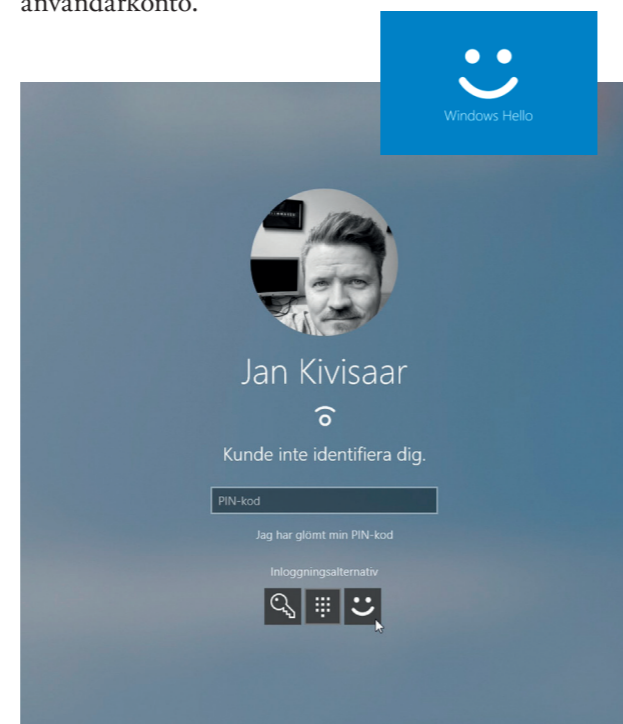 användarkonto.
Windows Hello
Jan Kivisaar
Kunde inte identifiera dig.
PIN-kod
Jag har glömt min PIN-kod
Inloggningsalternativ